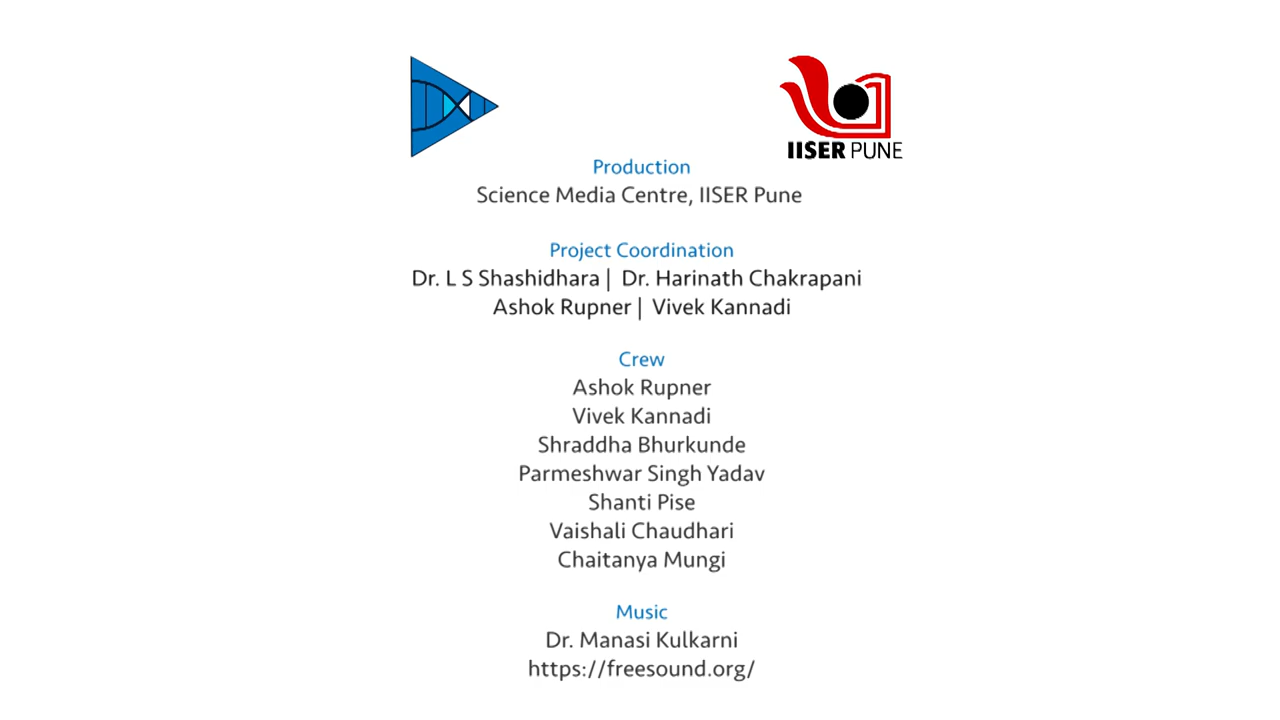 IISER PUNE
Production
Science Media Centre, IISER Pune
Project Coordination
Dr. L S Shashidhara | Dr. Harinath Chakrapani
Ashok Rupner | Vivek Kannadi
Crew
Ashok Rupner
Vivek Kannadi
Shraddha Bhurkunde
Parmeshwar Singh Yadav
Shanti Pise
Vaishali Chaudhari
Chaitanya Mungi
Music
Dr. Manasi Kulkarni
https://freesound.org/